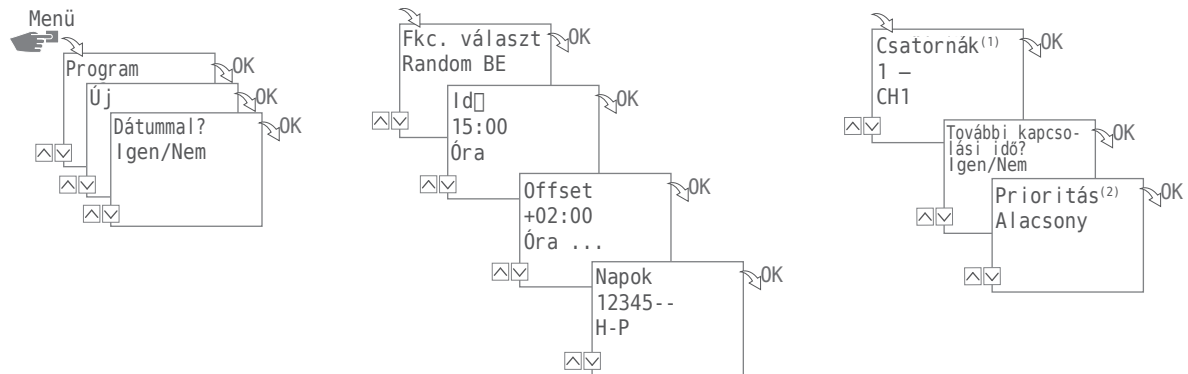 Menü
Program
OK
Új
OK
Dátummal?
OK
Igen/Nem
Fkc. választ
OK
Random BE
Id▯
OK
15:00
Óra
Offset
OK
+02:00
Óra ...
Napok
OK
12345--
H-P
Csatornák(1)
OK
1 –
CH1
További kapcso-
lási idő?
OK
Igen/Nem
Prioritás(2)
OK
Alacsony